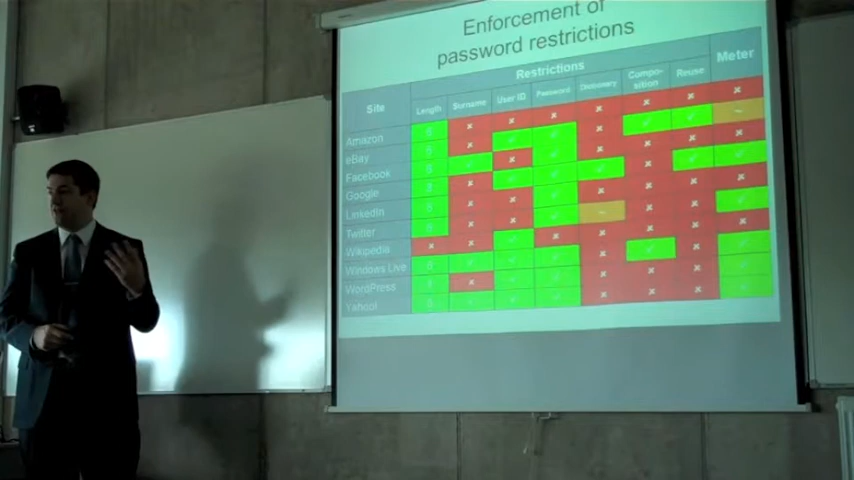 Enforcement of
password restrictions
Restrictions
Meter
Site
Length
Surname
User ID
Password
Dictionary
Compo-
sition
Reuse
Amazon
eBay
Facebook
Google
LinkedIn
Twitter
Wikipedia
Windows Live
WordPress
Yahoo!